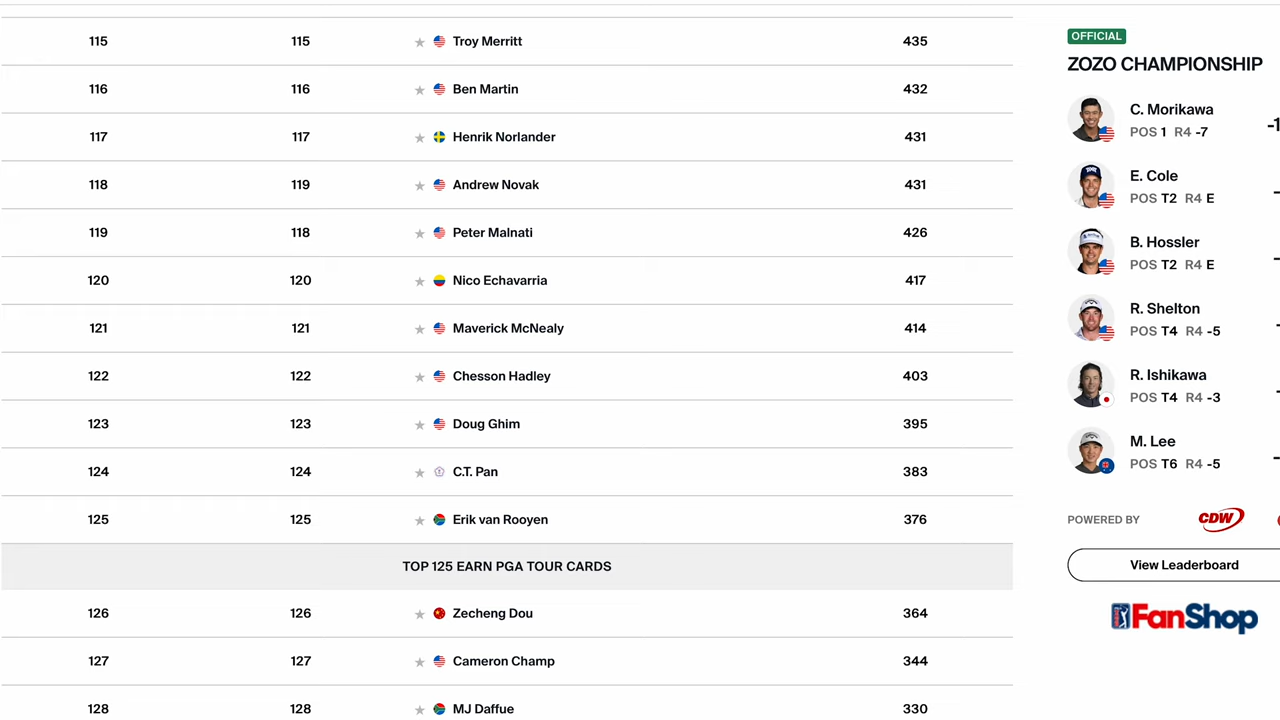 115 115 Troy Merritt 435
116 116 Ben Martin 432
117 117 Henrik Norlander 431
118 119 Andrew Novak 431
119 118 Peter Malnati 426
120 120 Nico Echavarria 417
121 121 Maverick McNealy 414
122 122 Chesson Hadley 403
123 123 Doug Ghim 395
124 124 C.T. Pan 383
125 125 Erik van Rooyen 376
TOP 125 EARN PGA TOUR CARDS
126 126 Zecheng Dou 364
127 127 Cameron Champ 344
128 128 MJ Daffue 330
OFFICIAL
ZOZO CHAMPIONSHIP
C. Morikawa
POS 1 R4 -7
E. Cole
POS T2 R4 E
B. Hossler
POS T2 R4 E
R. Shelton
POS T4 R4 -5
R. Ishikawa
POS T4 R4 -3
M. Lee
POS T6 R4 -5
POWERED BY CDW
View Leaderboard
FanShop